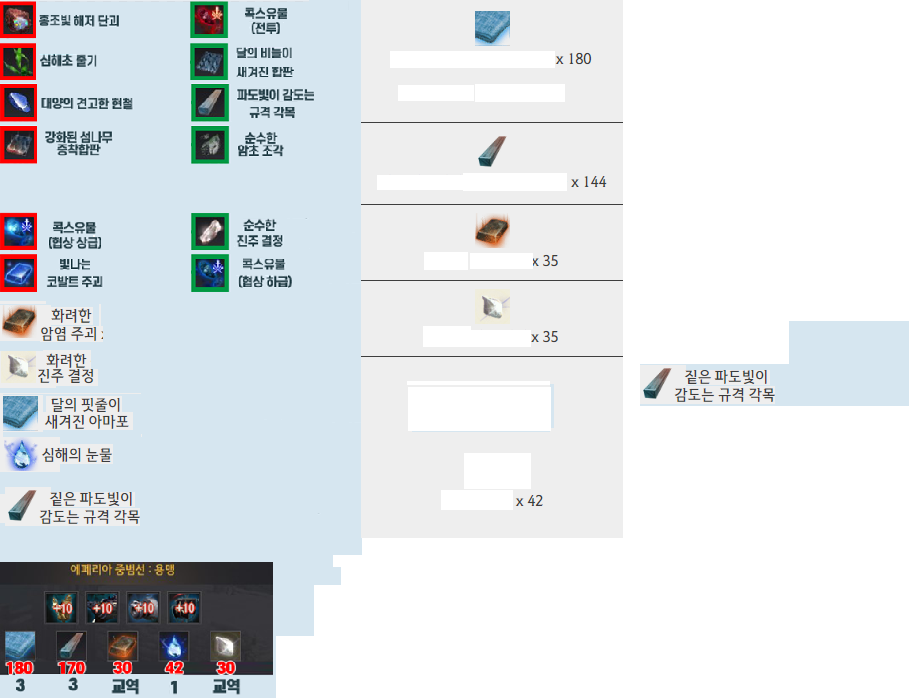 홍조빛 해저 단괴
콕스유물
(전투)
심해초 줄기
달의 비늘이
새겨진 합판
대양의 견고한 현철
파도빛이 감도는
규격 각목
강화된 섬나무
증착합판
순수한
암초 조각
콕스유물
(협상 상급)
순수한
진주 결정
빛나는
코발트 주괴
콕스유물
(협상 하급)
화려한
암염 주괴 :
화려한
진주 결정
달의 핏줄이
새겨진 아마포
심해의 눈물
짙은 파도빛이
감도는 규격 각목
x 180
x 144
x 35
x 35
x 42
짙은 파도빛이
감도는 규격 각목
에페리아 중범선 : 용맹
+10 +10 +10 +10
180 170 30 42 30
3 3 교역 1 교역